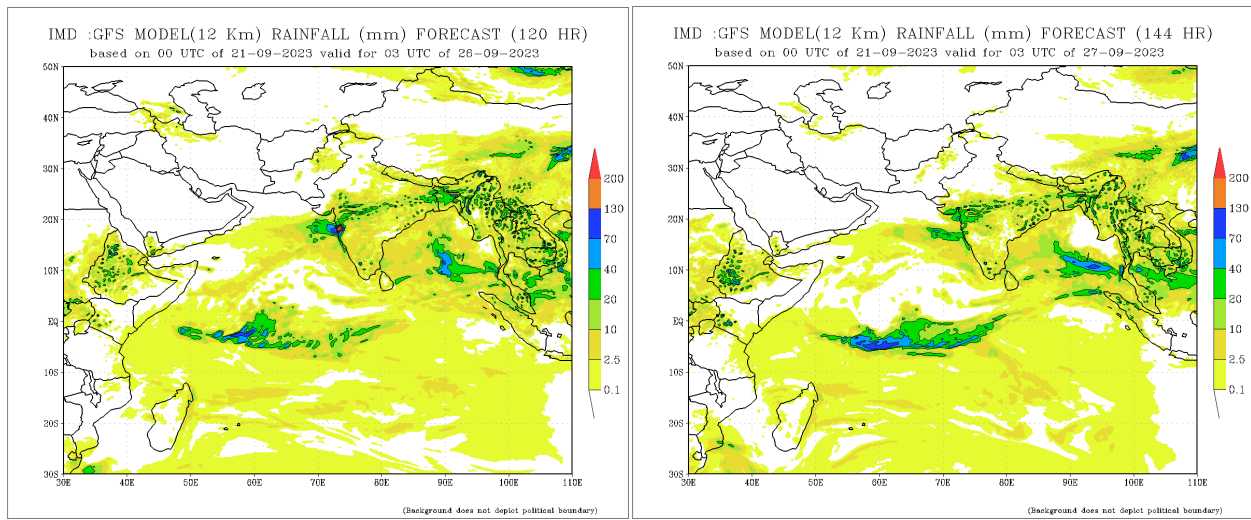 IMD :GFS MODEL(12 Km) RAINFALL (mm) FORECAST (120 HR)
based on 00 UTC of 21-09-2023 valid for 03 UTC of 26-09-2023
50N
40N
30N
20N
10N
EQ
10S
20S
30S
30E 40E 50E 60E 70E 80E 90E 100E 110E
200
130
70
40
20
10
2.5
0.1
(Background does not depict political boundary)
IMD :GFS MODEL(12 Km) RAINFALL (mm) FORECAST (144 HR)
based on 00 UTC of 21-09-2023 valid for 03 UTC of 27-09-2023
50N
40N
30N
20N
10N
EQ
10S
20S
30S
30E 40E 50E 60E 70E 80E 90E 100E 110E
200
130
70
40
20
10
2.5
0.1
(Background does not depict political boundary)